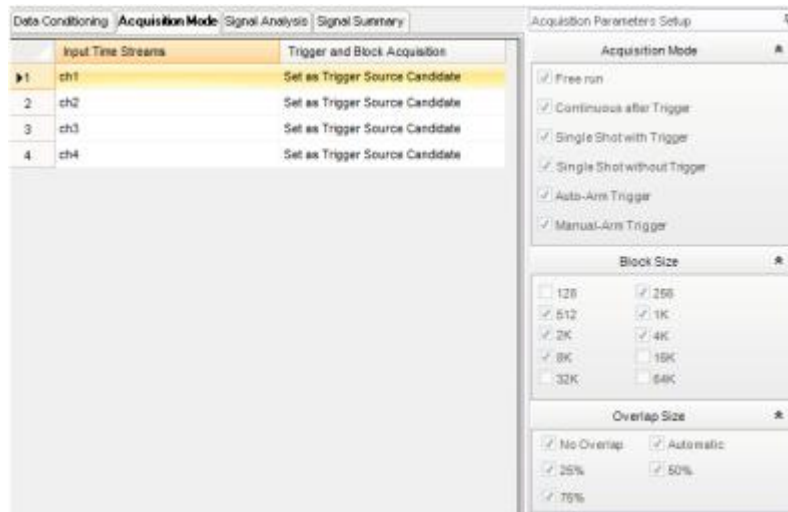 Data Conditioning Acquisition Mode Signal Analysis Signal Summary
Input Time Streams Trigger and Block Acquisition
1 ch1 Set as Trigger Source Candidate
2 ch2 Set as Trigger Source Candidate
3 ch3 Set as Trigger Source Candidate
4 ch4 Set as Trigger Source Candidate
Acquisition Parameters Setup
Acquisition Mode
Free run
Continuous after Trigger
Single Shot with Trigger
Single Shot without Trigger
Auto-Arm Trigger
Manual-Arm Trigger
Block Size
128 256
512 1K
2K 4K
8K 16K
32K 64K
Overlap Size
No Overlap Automatic
25% 50%
75%